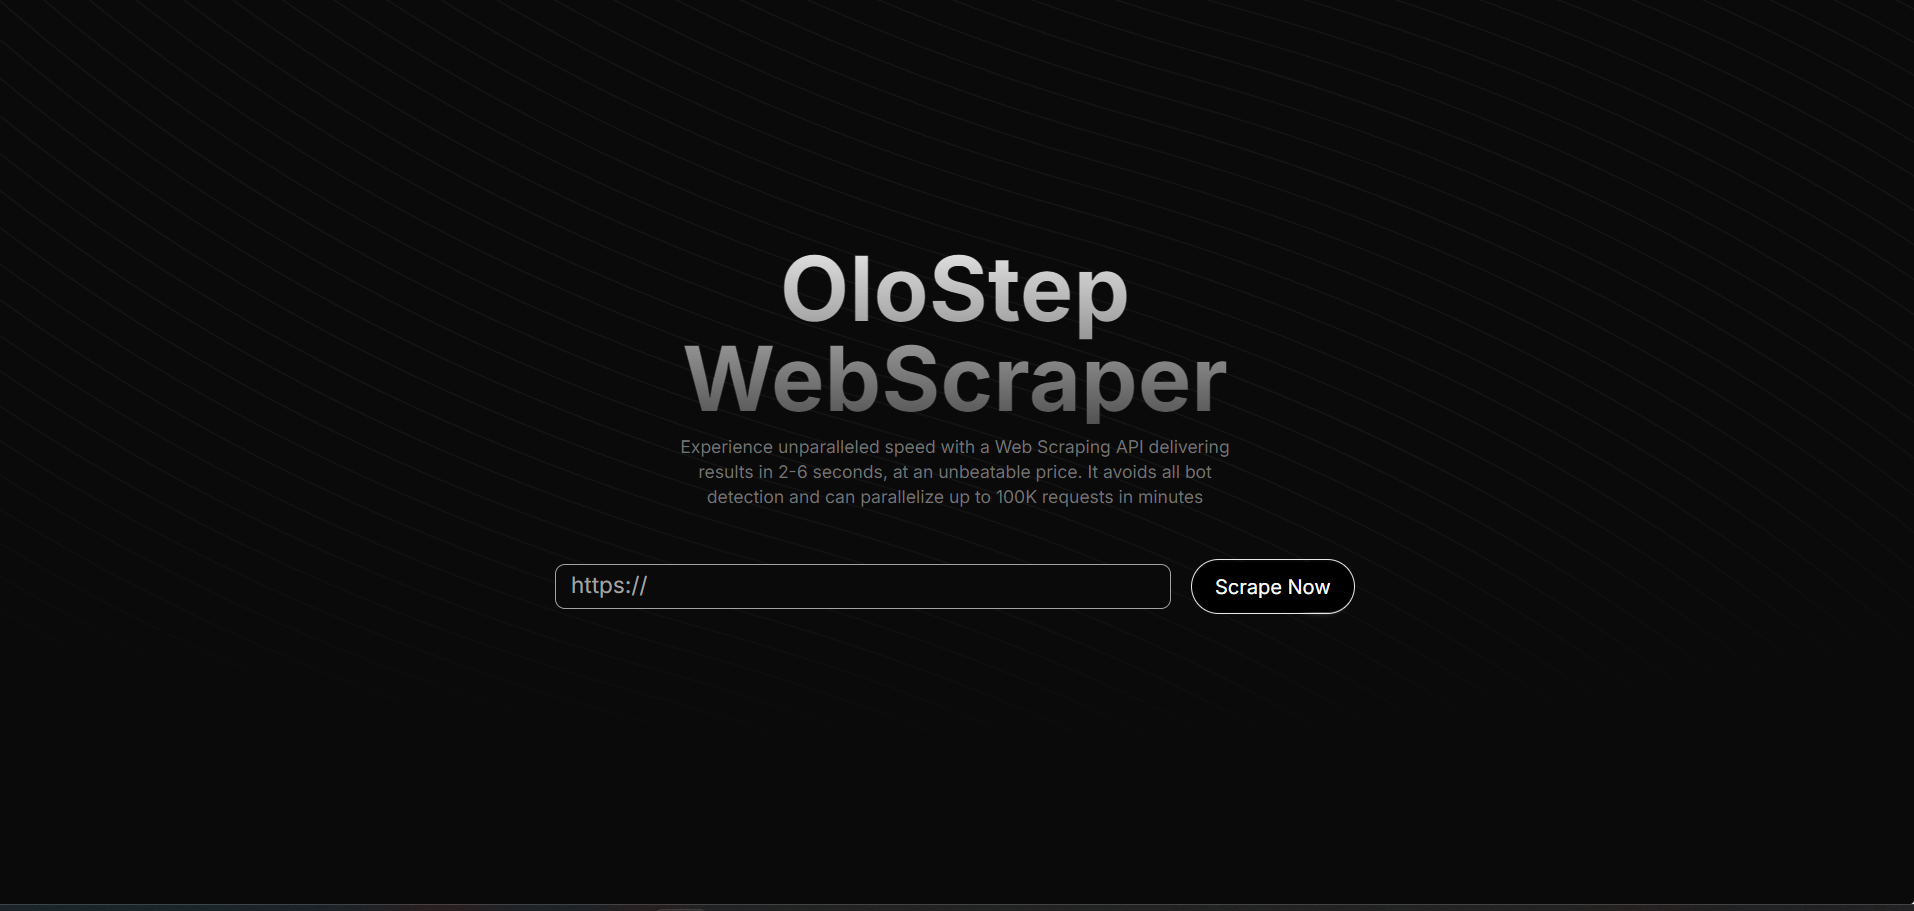 OloStep
WebScraper
Experience unparalleled speed with a Web Scraping API delivering
results in 2-6 seconds, at an unbeatable price. It avoids all bot
detection and can parallelize up to 100K requests in minutes
https://
Scrape Now